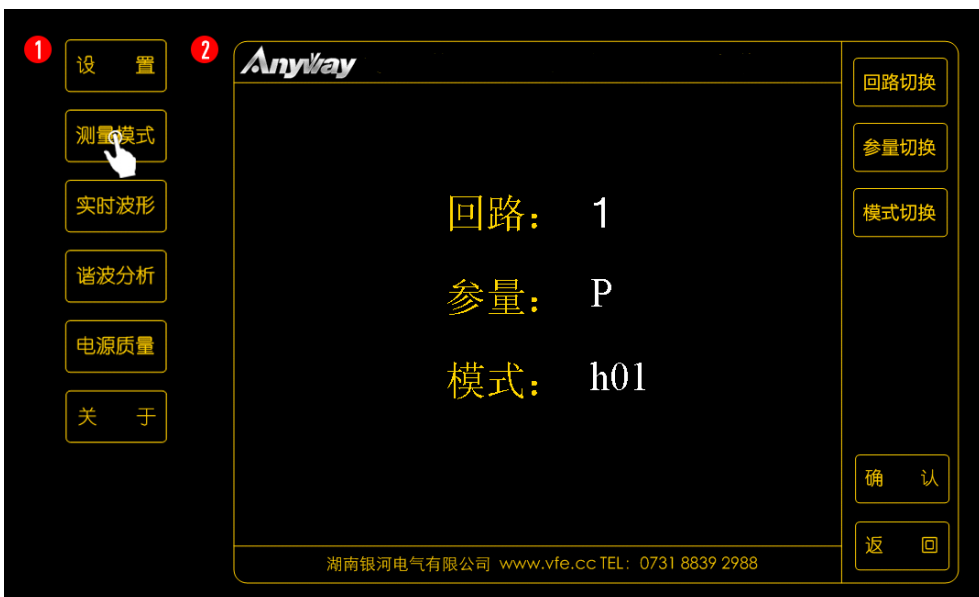 1
设 置
测量模式
实时波形
谐波分析
电源质量
关 于
2
Anyway
回路： 1
参量： P
模式： h01
湖南银河电气有限公司 www.vfe.cc TEL: 0731 8839 2988
回路切换
参量切换
模式切换
确 认
返 回